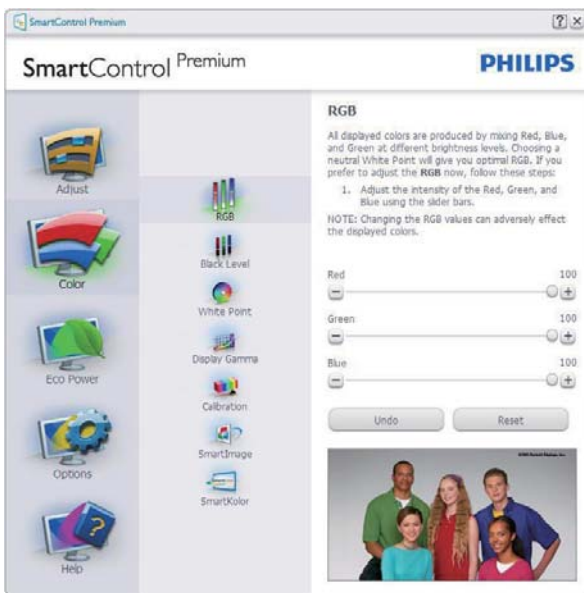 SmartControl Premium
SmartControl Premium
PHILIPS
Adjust
Color
Eco Power
Options
Help
RGB
Black Level
White Point
Display Gamma
Calibration
SmartImage
SmartKolor
RGB
All displayed colors are produced by mixing Red, Blue,
and Green at different brightness levels. Choosing a
neutral White Point will give you optimal RGB. If you
prefer to adjust the RGB now, follow these steps:
1. Adjust the intensity of the Red, Green, and
Blue using the slider bars.
NOTE: Changing the RGB values can adversely effect
the displayed colors.
Red 100
Green 100
Blue 100
Undo
Reset